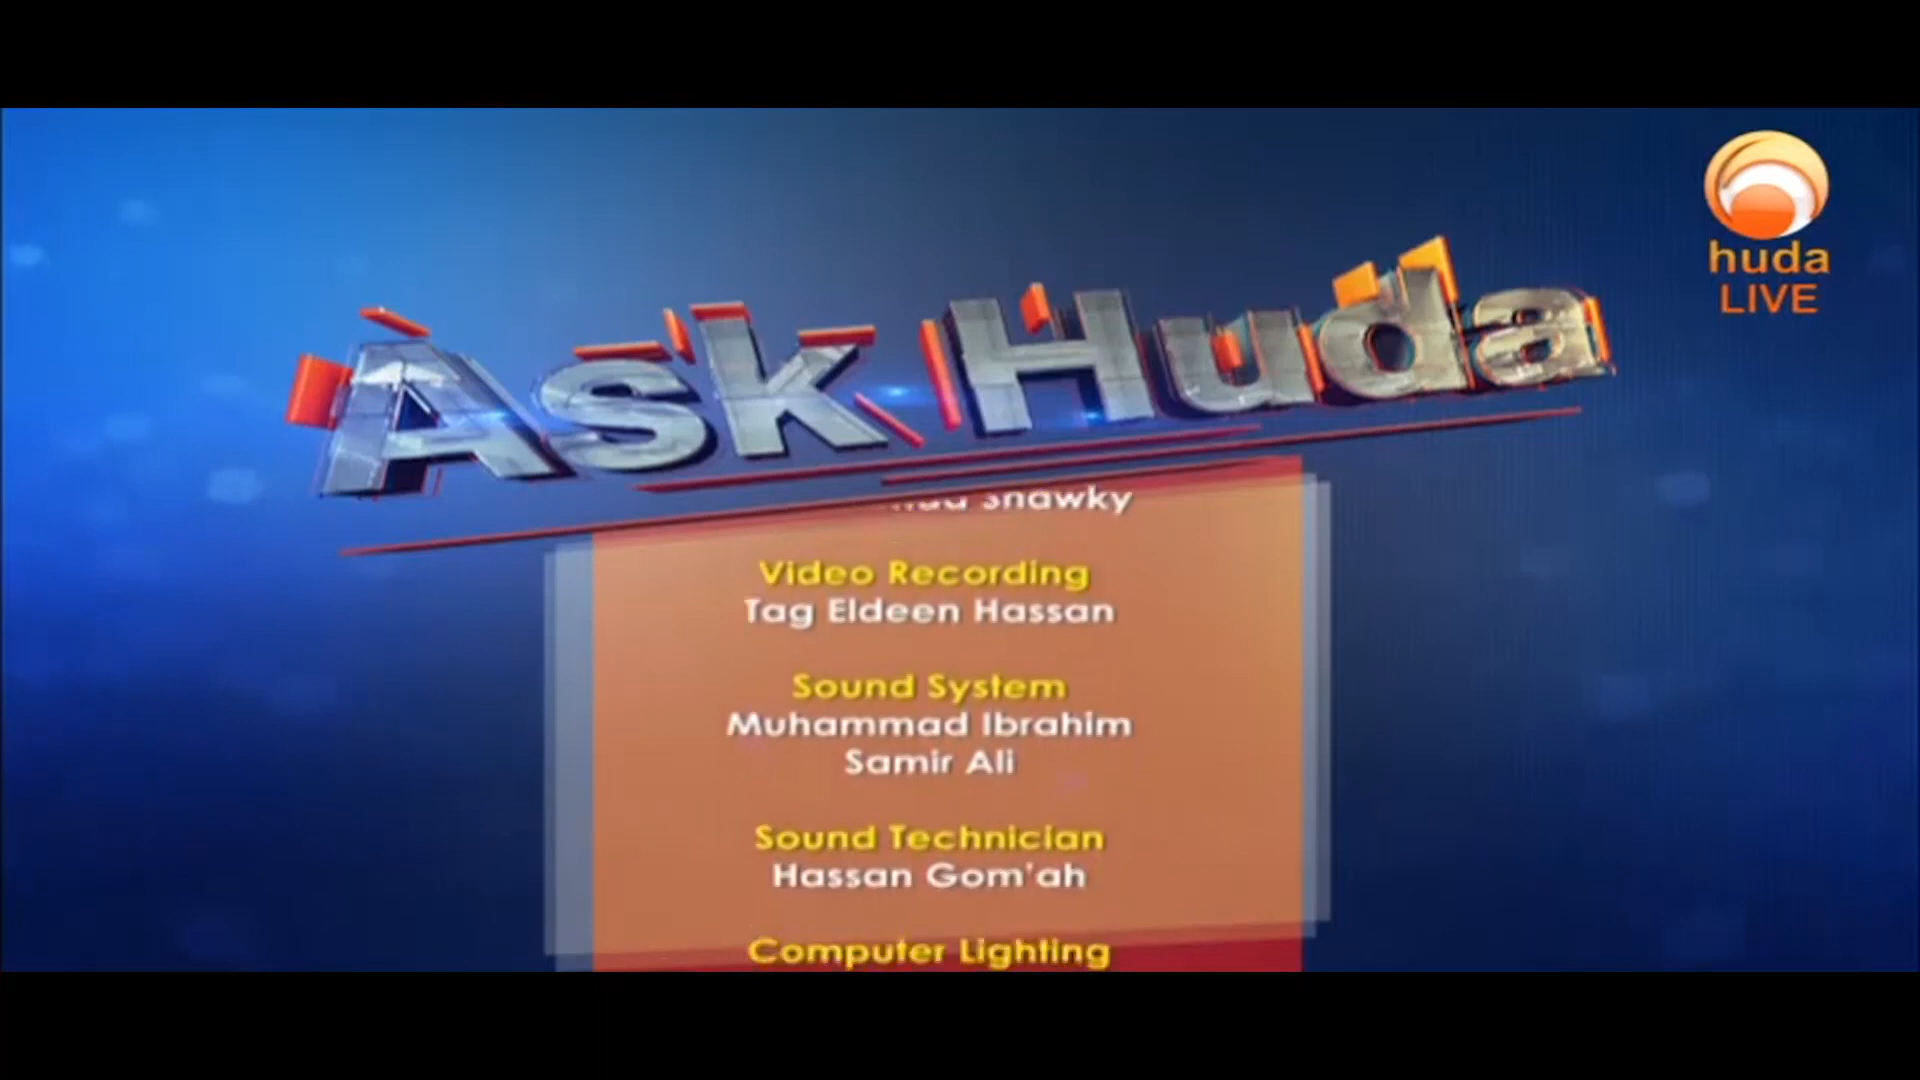 huda
LIVE
Ask Huda
Shawky
Video Recording
Tag Eldeen Hassan
Sound System
Muhammad Ibrahim
Samir Ali
Sound Technician
Hassan Gom'ah
Computer Lighting